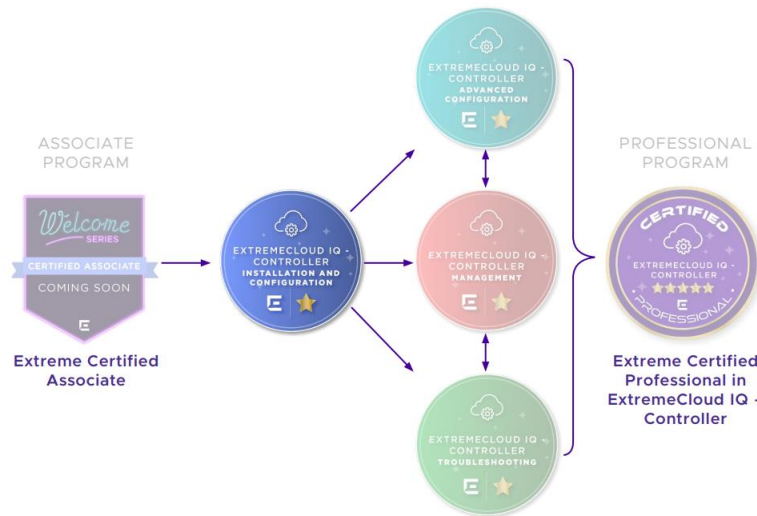 ASSOCIATE
PROGRAM
Welcome
SERIES
CERTIFIED ASSOCIATE
COMING SOON
Extreme Certified
Associate
EXTREMECLOUD IQ -
CONTROLLER
INSTALLATION AND
CONFIGURATION
EXTREMECLOUD IQ -
CONTROLLER
ADVANCED
CONFIGURATION
EXTREMECLOUD IQ -
CONTROLLER
MANAGEMENT
EXTREMECLOUD IQ -
CONTROLLER
TROUBLESHOOTING
PROFESSIONAL
PROGRAM
CERTIFIED
EXTREMECLOUD IQ -
CONTROLLER
PROFESSIONAL
Extreme Certified
Professional in
ExtremeCloud IQ -
Controller